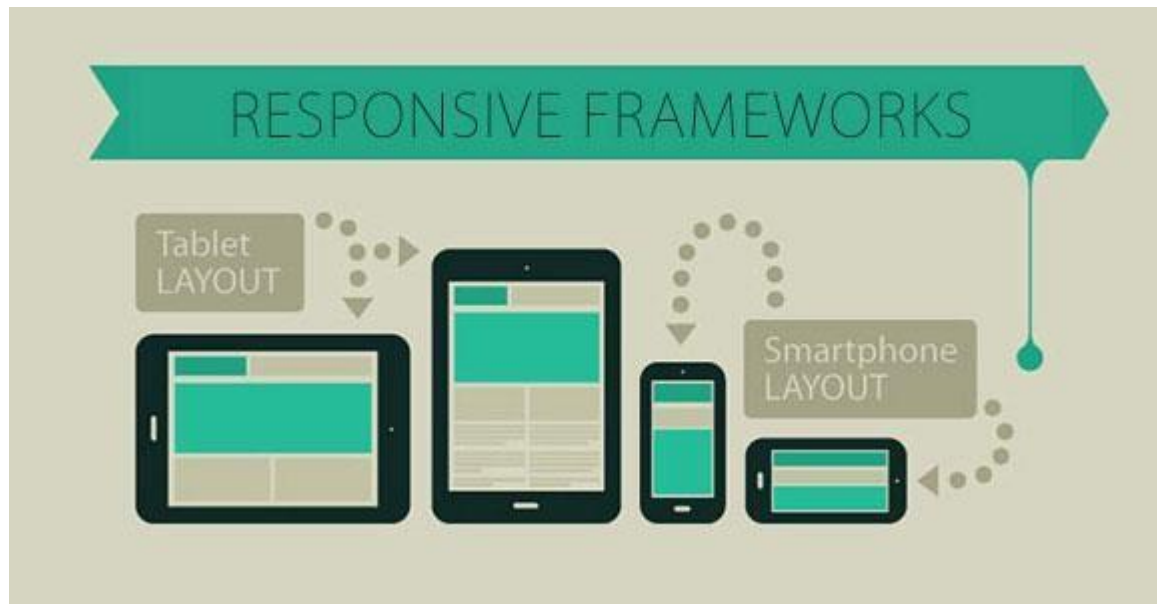 RESPONSIVE FRAMEWORKS
Tablet
LAYOUT
Smartphone
LAYOUT